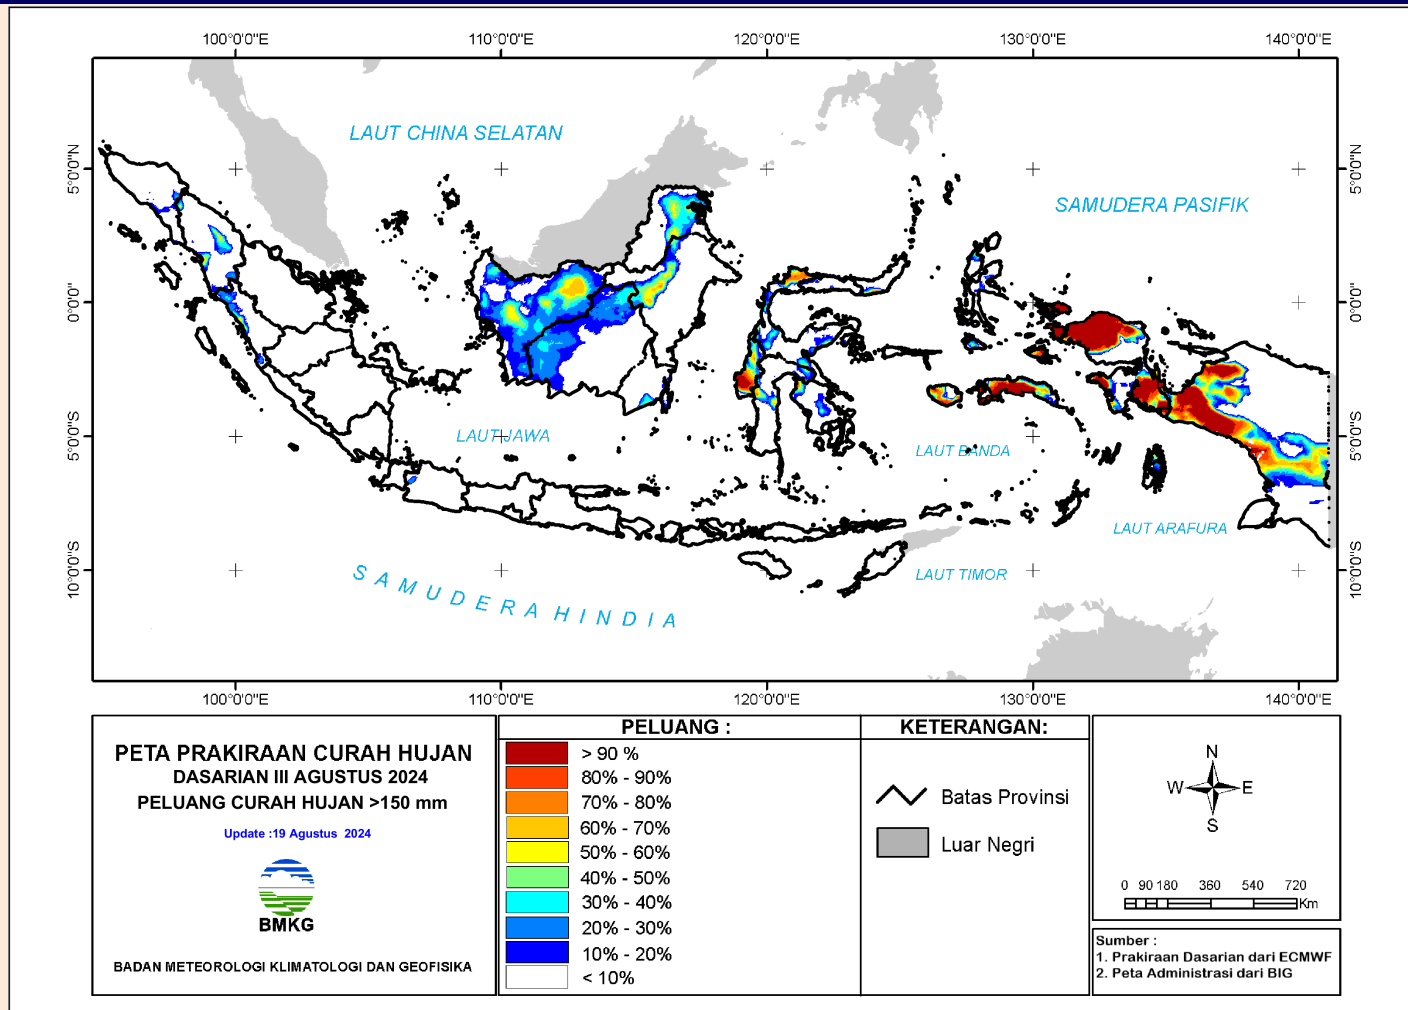 100°0'0"E 110°0'0"E 120°0'0"E 130°0'0"E 140°0'0"E
5°0'0"N
0°0'0"
5°0'0"S
10°0'0"S
LAUT CHINA SELATAN
SAMUDERA PASIFIK
LAUT JAWA
LAUT BANDA
LAUT ARAFURA
LAUT TIMOR
SAMUDERA HINDIA
5°0'0"N
0°0'0"
5°0'0"S
10°0'0"S
100°0'0"E 110°0'0"E 120°0'0"E 130°0'0"E 140°0'0"E
PETA PRAKIRAAN CURAH HUJAN
DASARIAN III AGUSTUS 2024
PELUANG CURAH HUJAN >150 mm
Update :19 Agustus 2024
BMKG
BADAN METEOROLOGI KLIMATOLOGI DAN GEOFISIKA
PELUANG :
> 90 %
80% - 90%
70% - 80%
60% - 70%
50% - 60%
40% - 50%
30% - 40%
20% - 30%
10% - 20%
< 10%
KETERANGAN:
Batas Provinsi
Luar Negri
N
W E
S
0 90 180 360 540 720
Km
Sumber :
1. Prakiraan Dasarian dari ECMWF
2. Peta Administrasi dari BIG